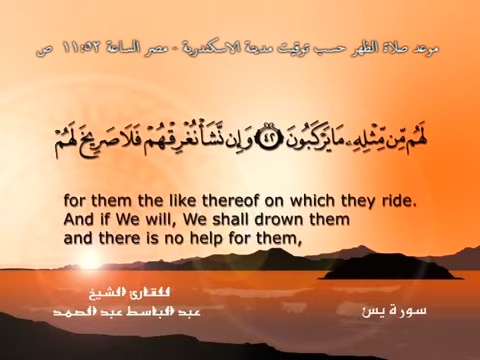 موعد صلاة الظهر حسب توقيت مدينة الاسكندرية - مصر الساعة ١١:٥٢ ص
لَهُم مِّن مِّثْلِهِۦ مَا يَرْكَبُونَ ﴿٤٢﴾ وَإِن نَّشَأْ نُغْرِقْهُمْ فَلَا صَرِيخَ لَهُمْ
for them the like thereof on which they ride.
And if We will, We shall drown them
and there is no help for them,
للقارئ الشيخ
عبد الباسط عبد الصمد
سورة يس